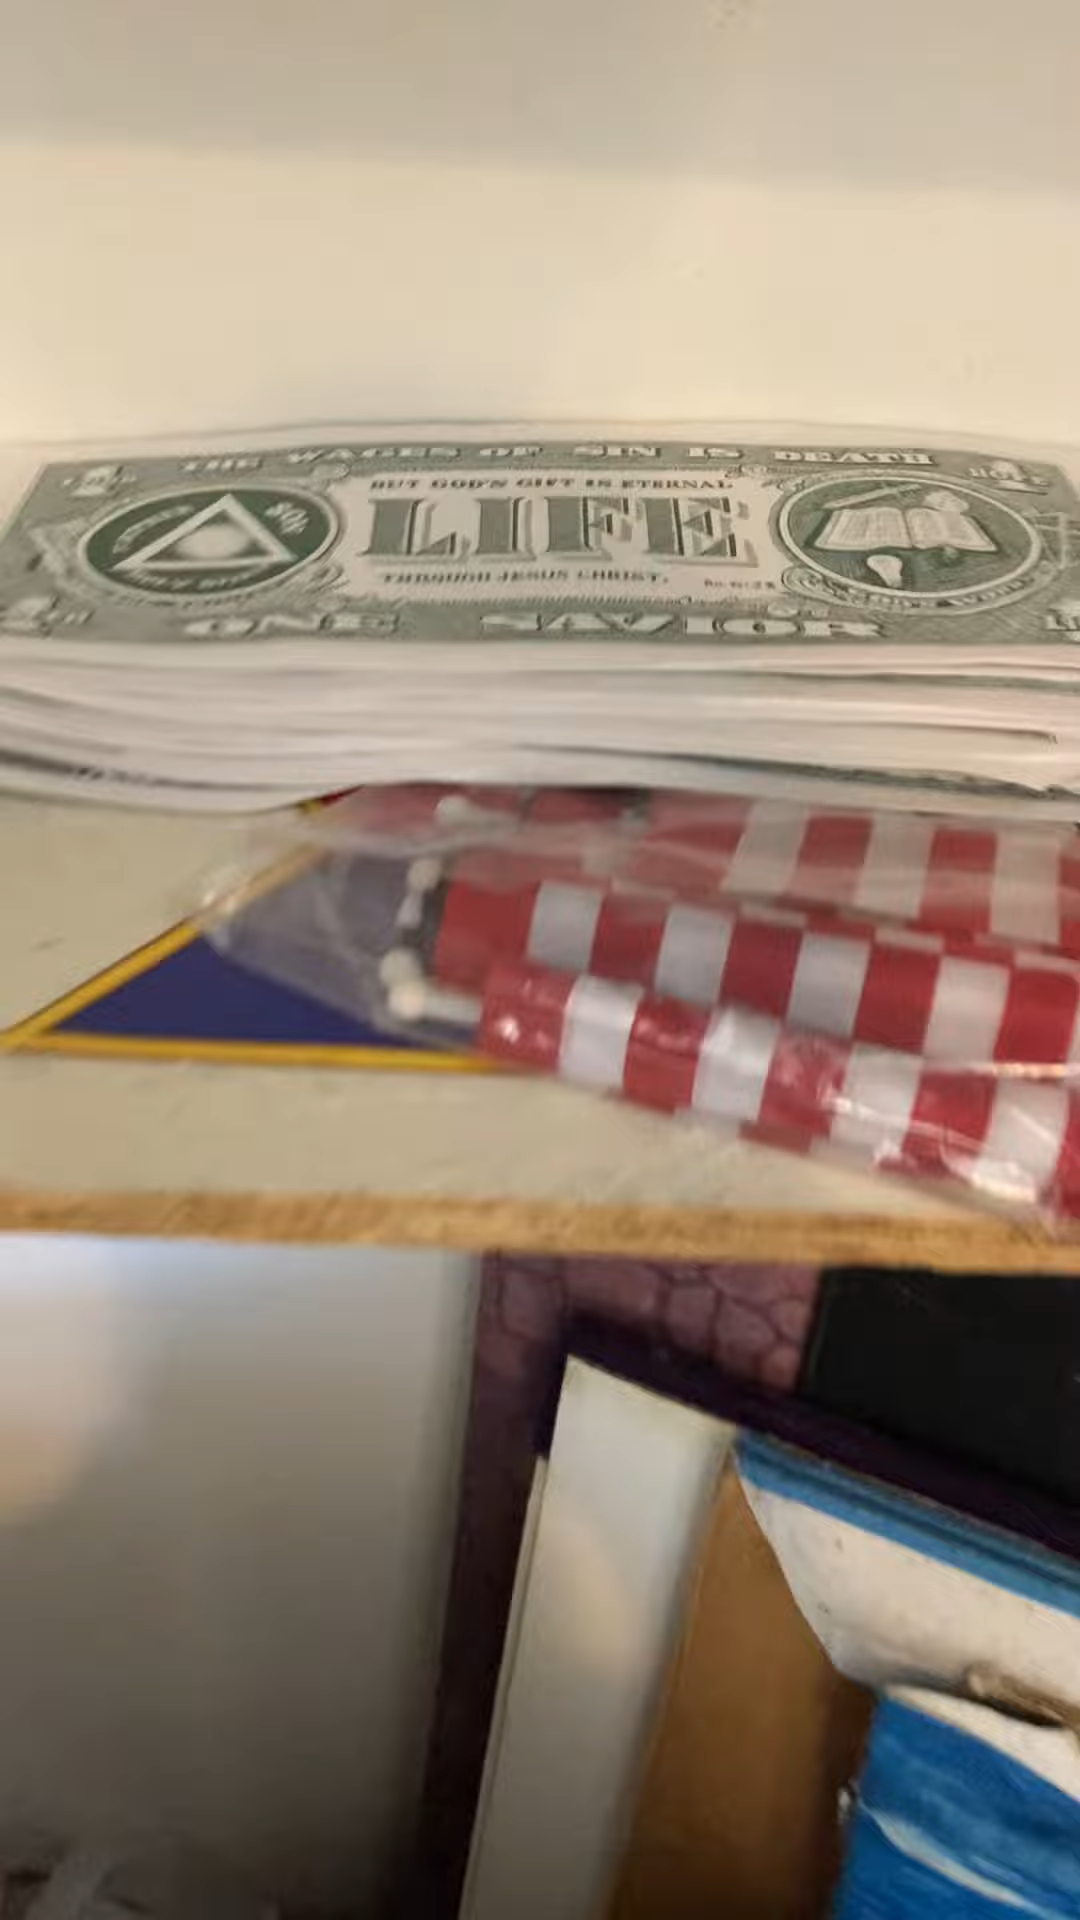 THE WAGES OF SIN IS DEATH
BUT GOD'S GIFT IS ETERNAL
LIFE
THROUGH JESUS CHRIST.
ONE SAVIOR